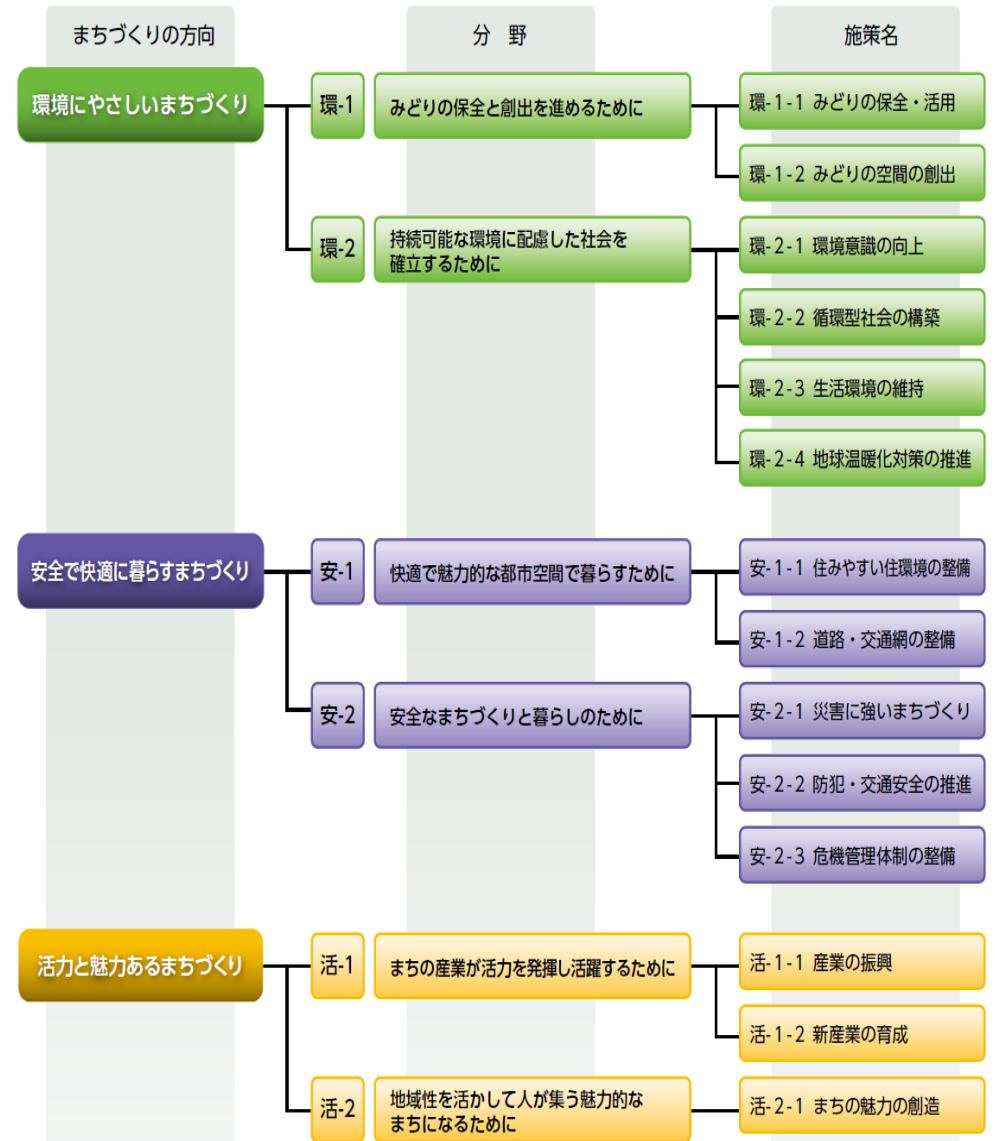 まちづくりの方向
分　野
施策名
環境にやさしいまちづくり
環-1
みどりの保全と創出を進めるために
環-1-1 みどりの保全・活用
環-1-2 みどりの空間の創出
環-2
持続可能な環境に配慮した社会を
確立するために
環-2-1 環境意識の向上
環-2-2 循環型社会の構築
環-2-3 生活環境の維持
環-2-4 地球温暖化対策の推進
安全で快適に暮らすまちづくり
安-1
快適で魅力的な都市空間で暮らすために
安-1-1 住みやすい住環境の整備
安-1-2 道路・交通網の整備
安-2
安全なまちづくりと暮らしのために
安-2-1 災害に強いまちづくり
安-2-2 防犯・交通安全の推進
安-2-3 危機管理体制の整備
活力と魅力あるまちづくり
活-1
まちの産業が活力を発揮し活躍するために
活-1-1 産業の振興
活-1-2 新産業の育成
活-2
地域性を活かして人が集う魅力的な
まちになるために
活-2-1 まちの魅力の創造